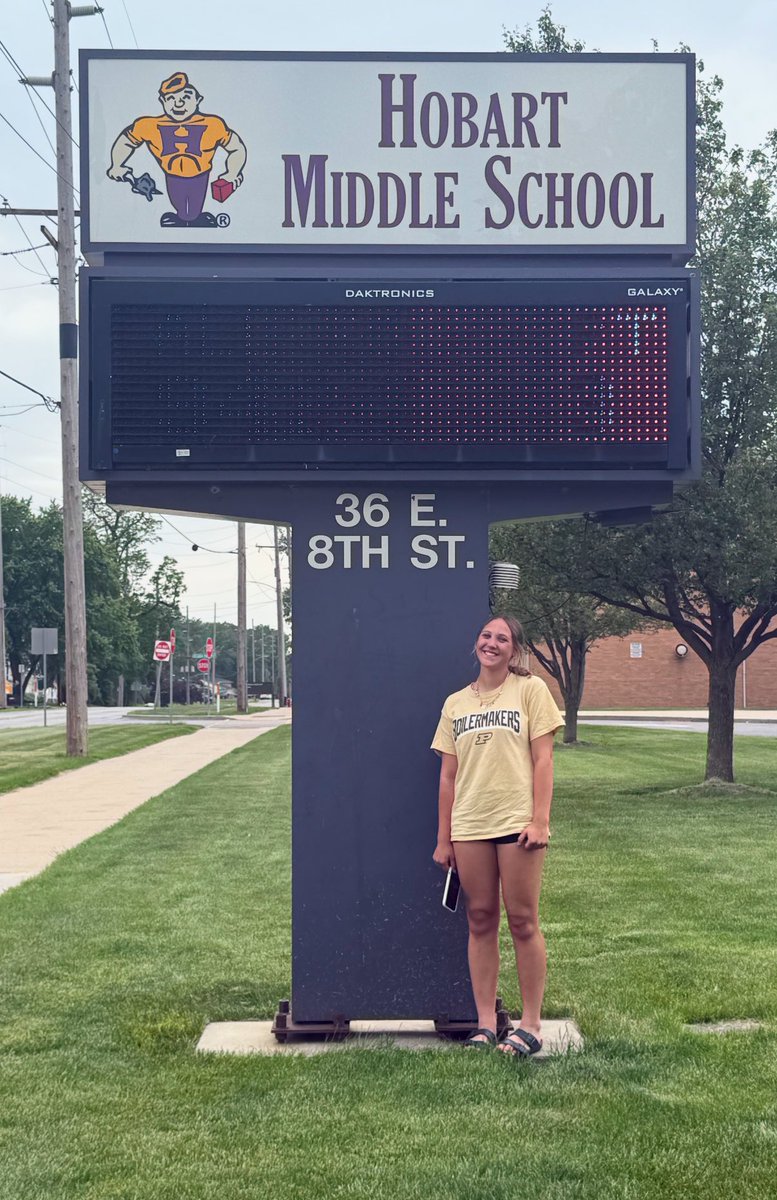 HOBART
MIDDLE SCHOOL
H
®
DAKTRONICS
GALAXY®
36 E.
8TH ST.
BOILERMAKERS
P